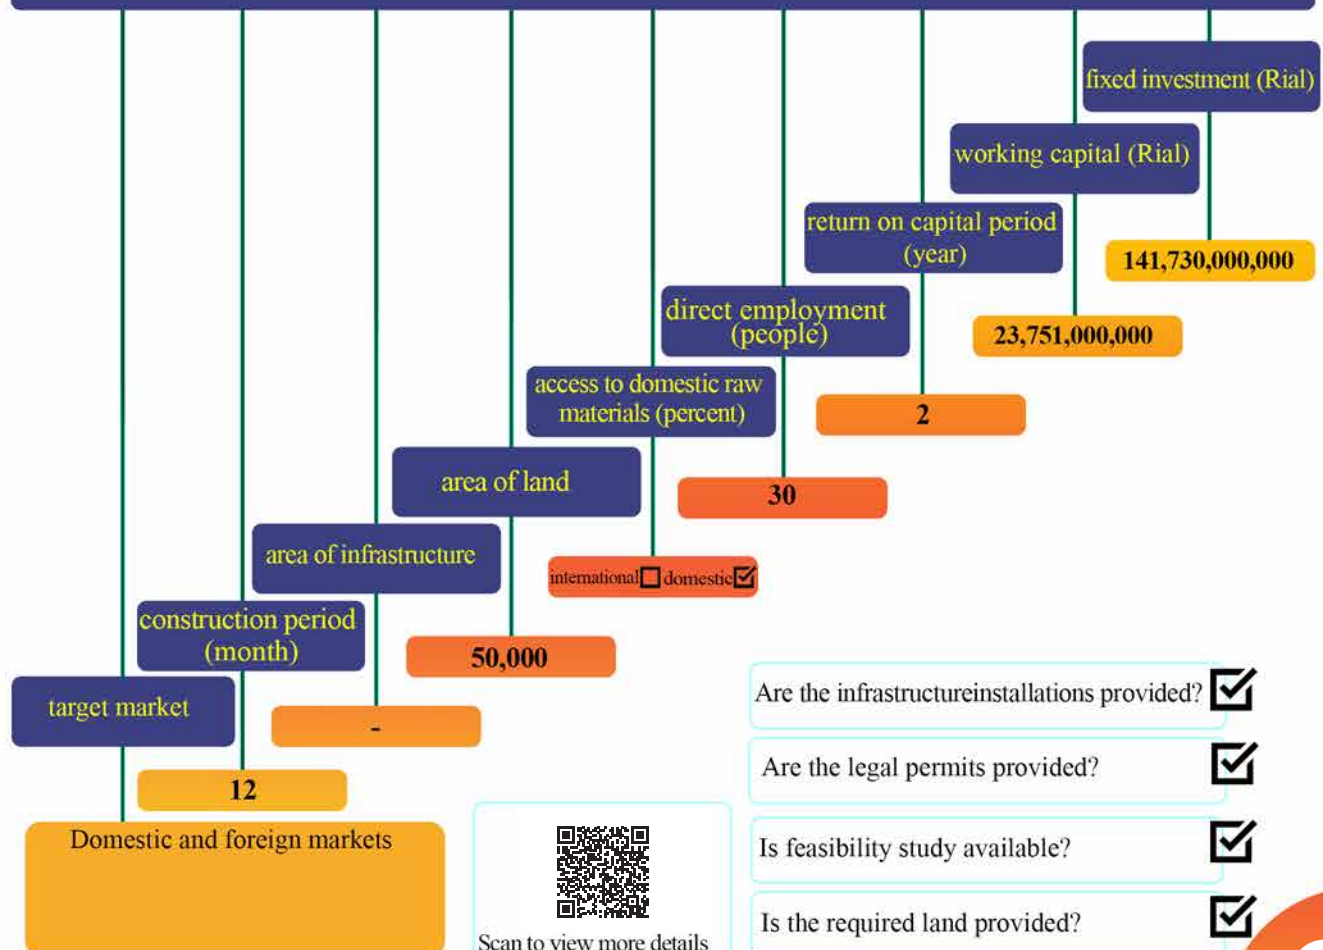 fixed investment (Rial)
141,730,000,000
working capital (Rial)
23,751,000,000
return on capital period
(year)
2
direct employment
(people)
30
access to domestic raw
materials (percent)
international domestic
area of land
50,000
area of infrastructure
-
construction period
(month)
12
target market
Domestic and foreign markets
Scan to view more details
Are the infrastructureinstallations provided?
Are the legal permits provided?
Is feasibility study available?
Is the required land provided?